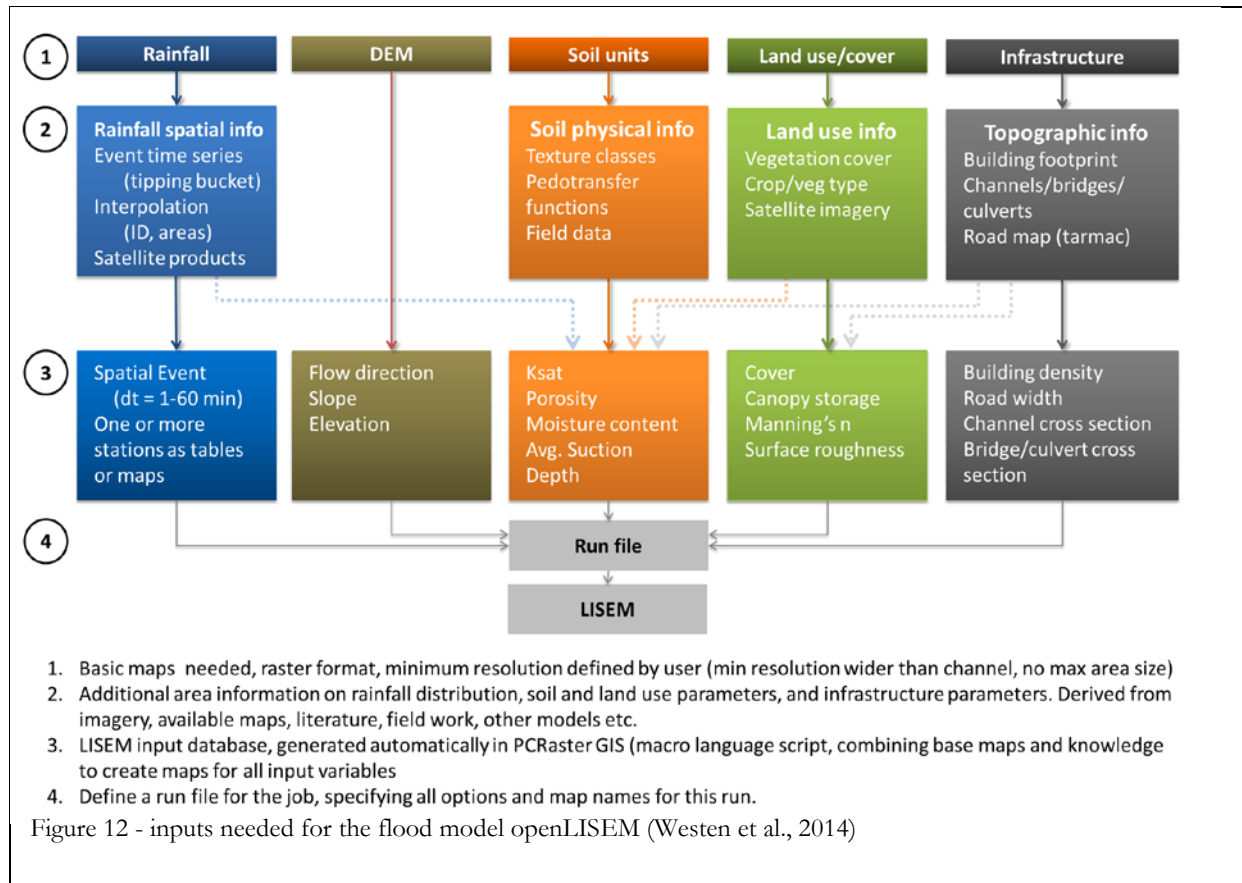 1
Rainfall
DEM
Soil units
Land use/cover
Infrastructure
2
Rainfall spatial info
Event time series
(tipping bucket)
Interpolation
(ID, areas)
Satellite products
Soil physical info
Texture classes
Pedotransfer
functions
Field data
Land use info
Vegetation cover
Crop/veg type
Satellite imagery
Topographic info
Building footprint
Channels/bridges/
culverts
Road map (tarmac)
3
Spatial Event
(dt = 1-60 min)
One or more
stations as tables
or maps
Flow direction
Slope
Elevation
Ksat
Porosity
Moisture content
Avg. Suction
Depth
Cover
Canopy storage
Manning's n
Surface roughness
Building density
Road width
Channel cross section
Bridge/culvert cross
section
4
Run file
LISEM
1. Basic maps needed, raster format, minimum resolution defined by user (min resolution wider than channel, no max area size)
2. Additional area information on rainfall distribution, soil and land use parameters, and infrastructure parameters. Derived from
imagery, available maps, literature, field work, other models etc.
3. LISEM input database, generated automatically in PCRaster GIS (macro language script, combining base maps and knowledge
to create maps for all input variables
4. Define a run file for the job, specifying all options and map names for this run.
Figure 12 - inputs needed for the flood model openLISEM (Westen et al., 2014)